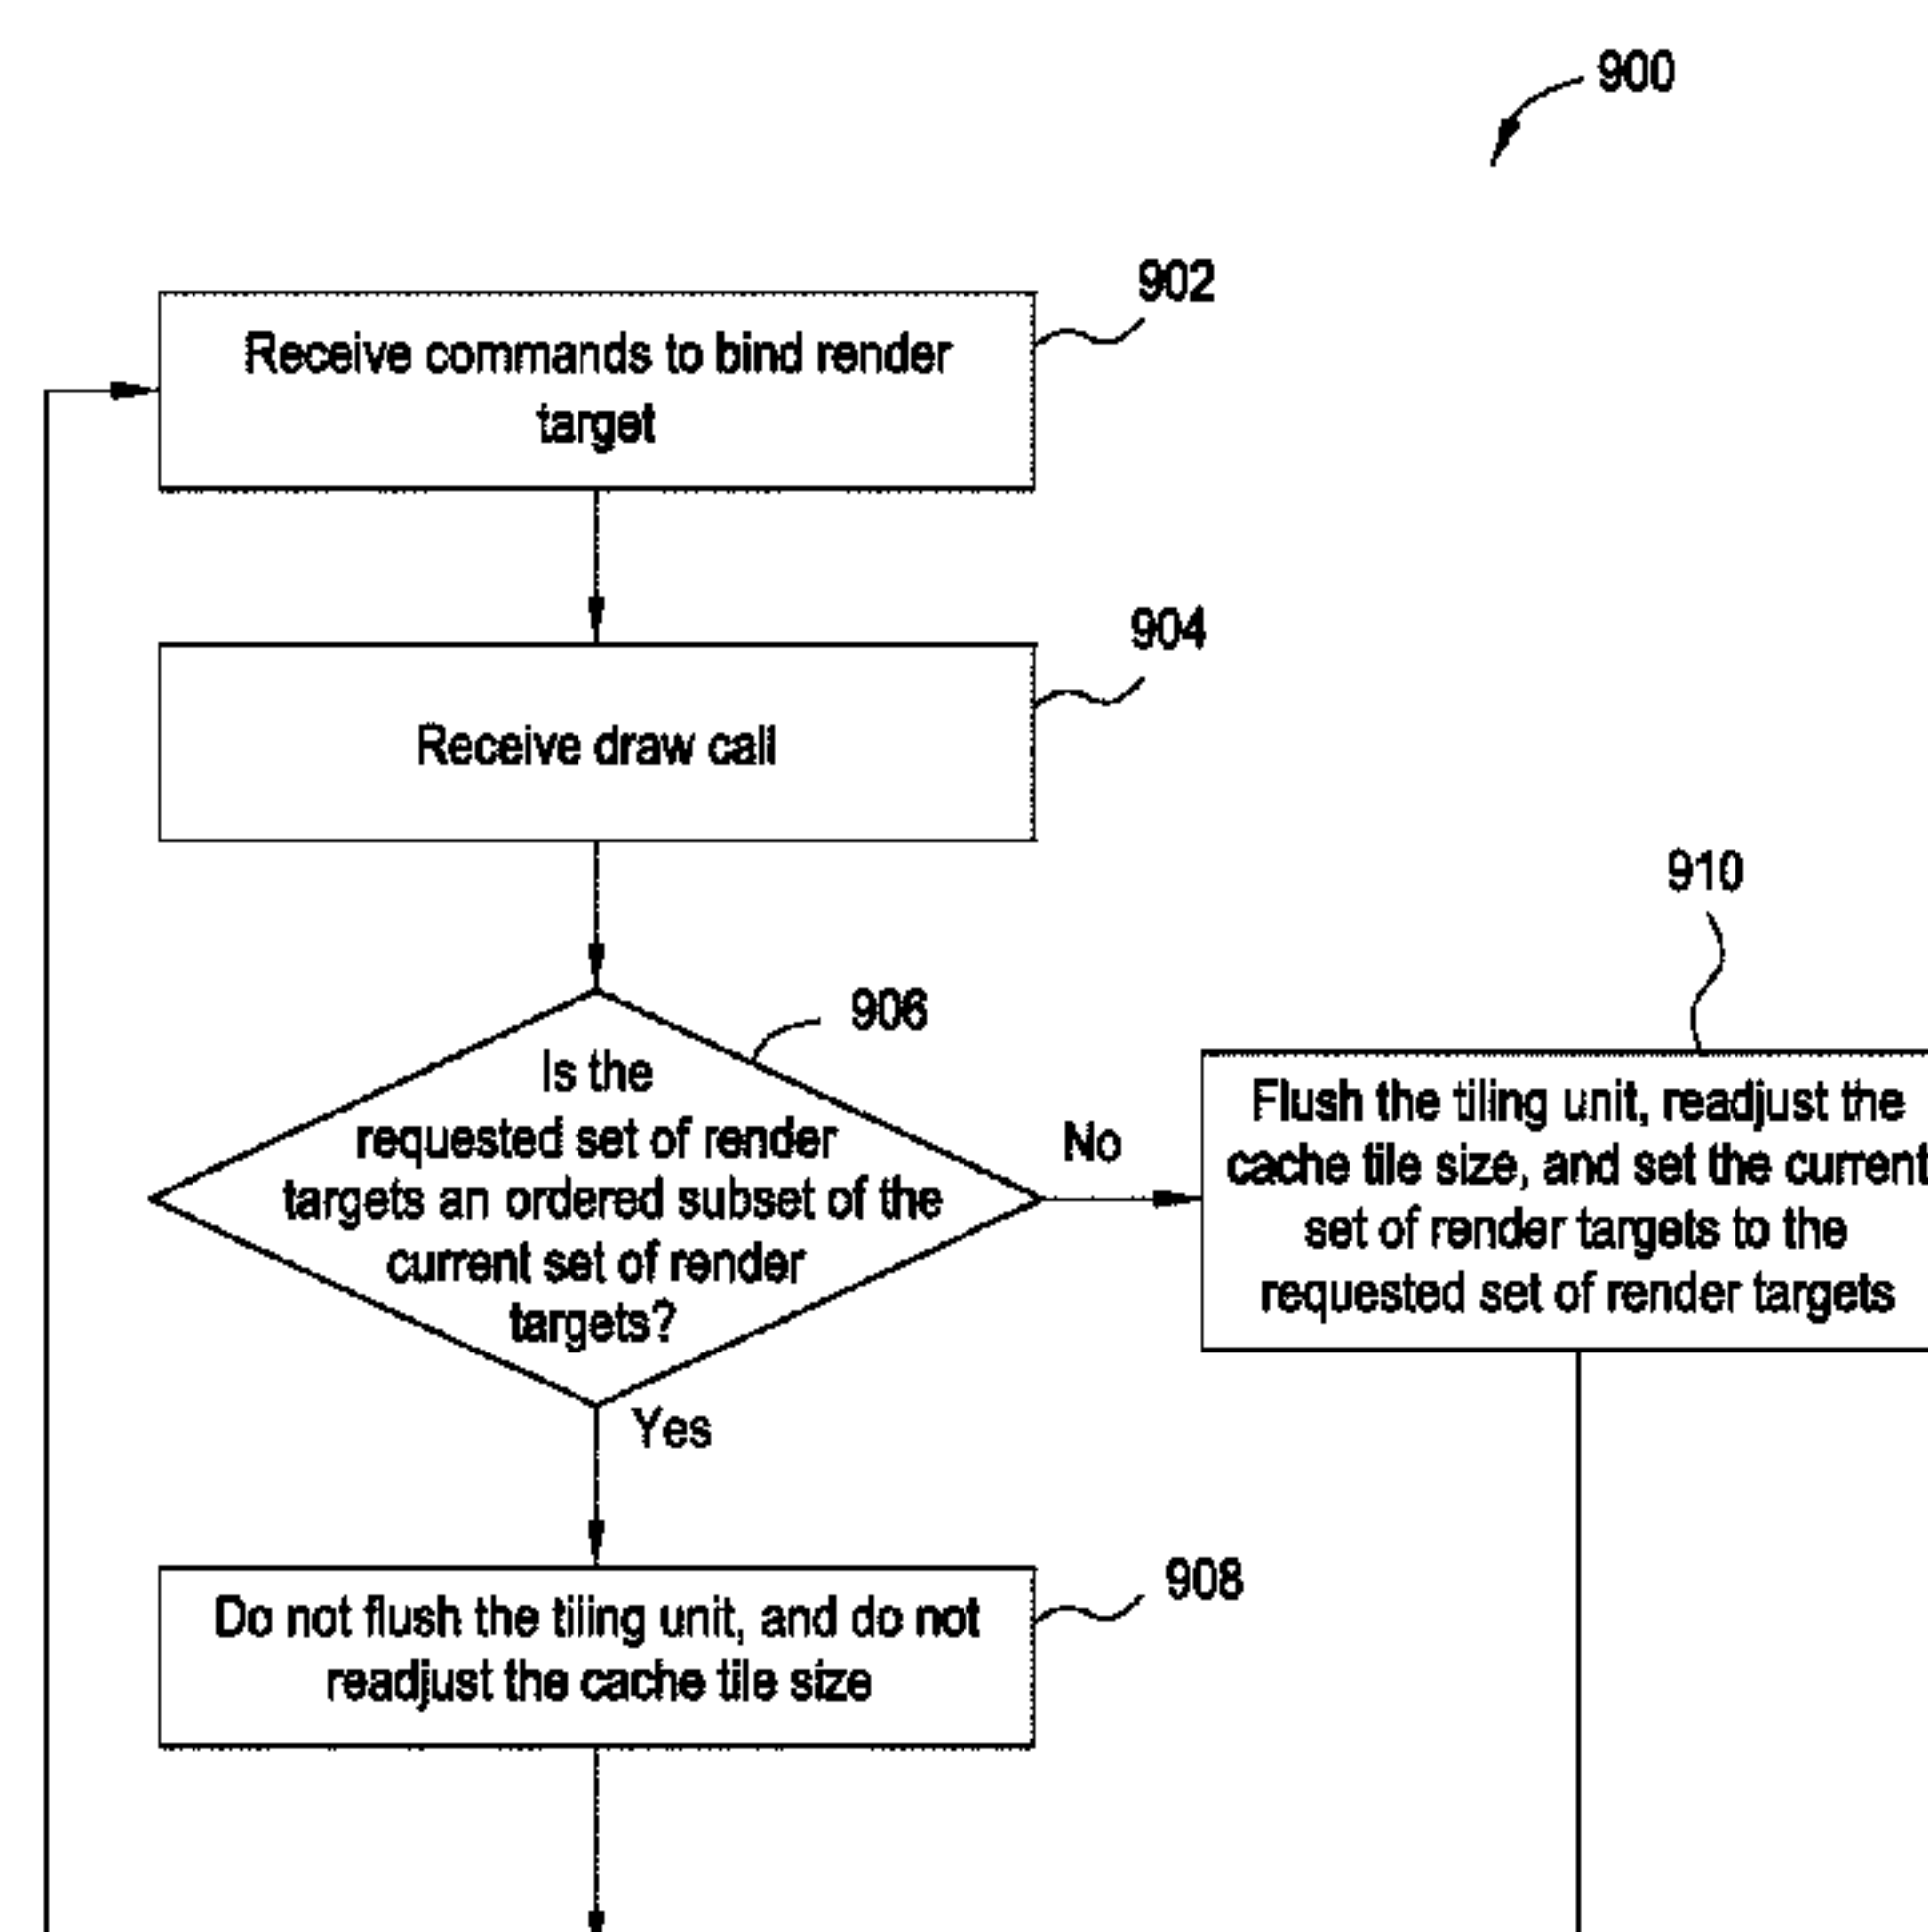 900
902
Receive commands to bind render
target
904
Receive draw call
906
Is the
requested set of render
targets an ordered subset of the
current set of render
targets?
No
910
Flush the tiling unit, readjust the
cache tile size, and set the current
set of render targets to the
requested set of render targets
Yes
908
Do not flush the tiling unit, and do not
readjust the cache tile size